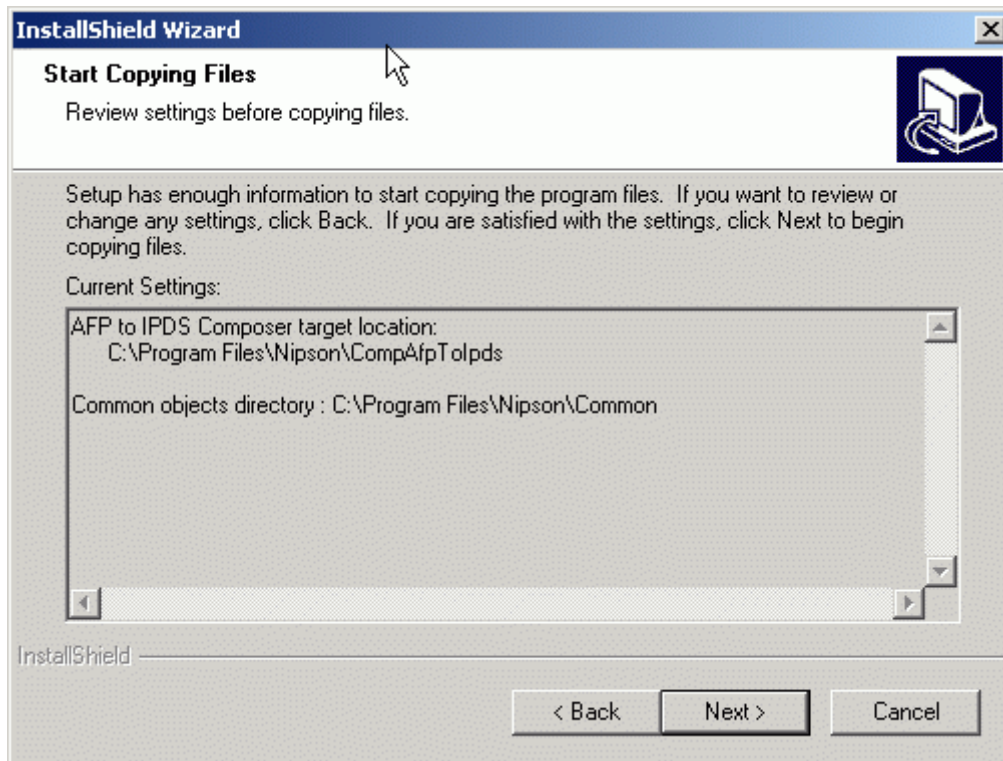 InstallShield Wizard
Start Copying Files
Review settings before copying files.
Setup has enough information to start copying the program files.  If you want to review or
change any settings, click Back.  If you are satisfied with the settings, click Next to begin
copying files.
Current Settings:
AFP to IPDS Composer target location:
C:\Program Files\Nipson\CompAfpToIpds
Common objects directory : C:\Program Files\Nipson\Common
InstallShield
< Back
Next >
Cancel